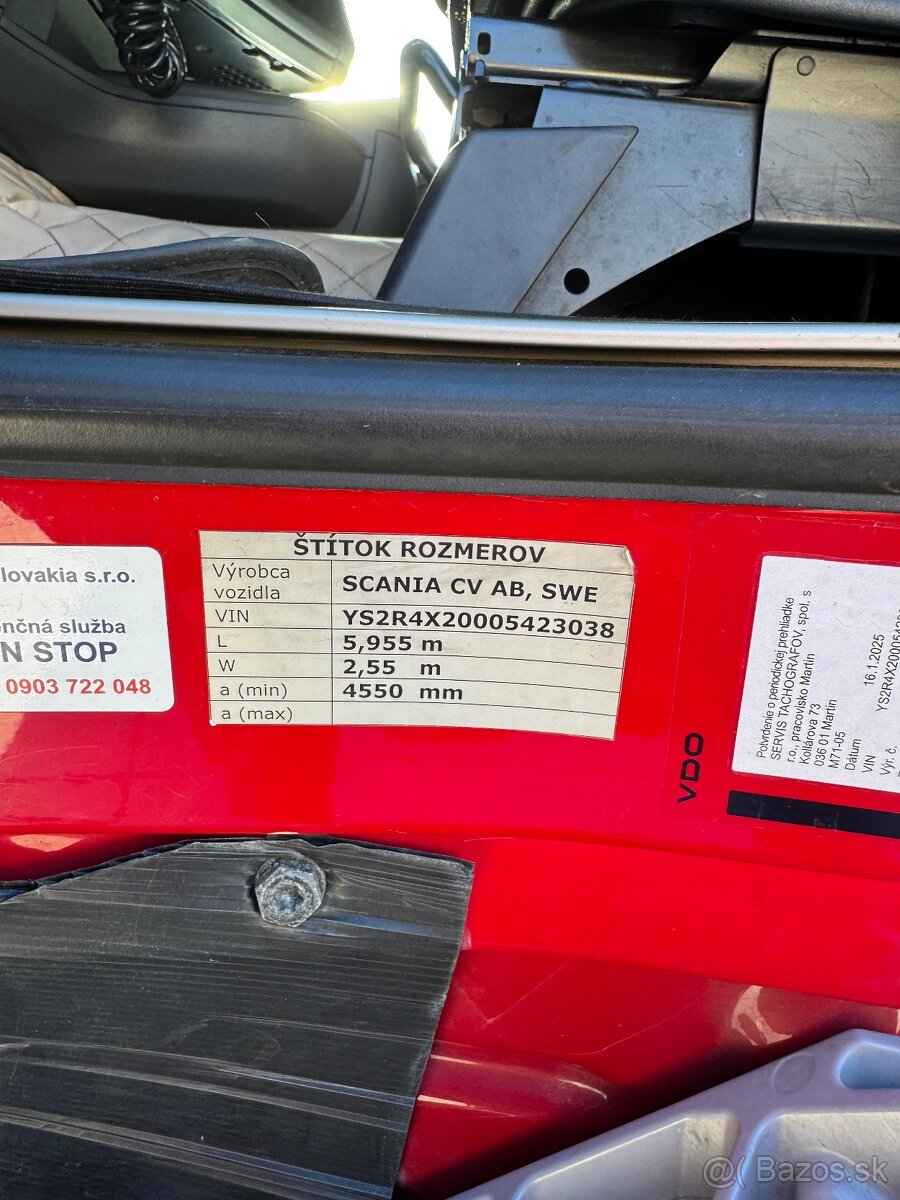 lovakia s.r.o.
enčná služba
N STOP
0903 722 048
ŠTÍTOK ROZMEROV
Výrobca vozidla SCANIA CV AB, SWE
VIN YS2R4X20005423038
L 5,955 m
W 2,55 m
a (min) 4550 mm
a (max)
VDO
Potvrdenie o periodickej prehliadke
SERVIS TACHOGRAFOV, spol. s
r.o., pracovisko Martin
Kollárova 73
036 01 Martin
M71-05
Dátum 16.1.2025
VIN YS2R4X200054230
Výr. č.
@( Bazos.sk